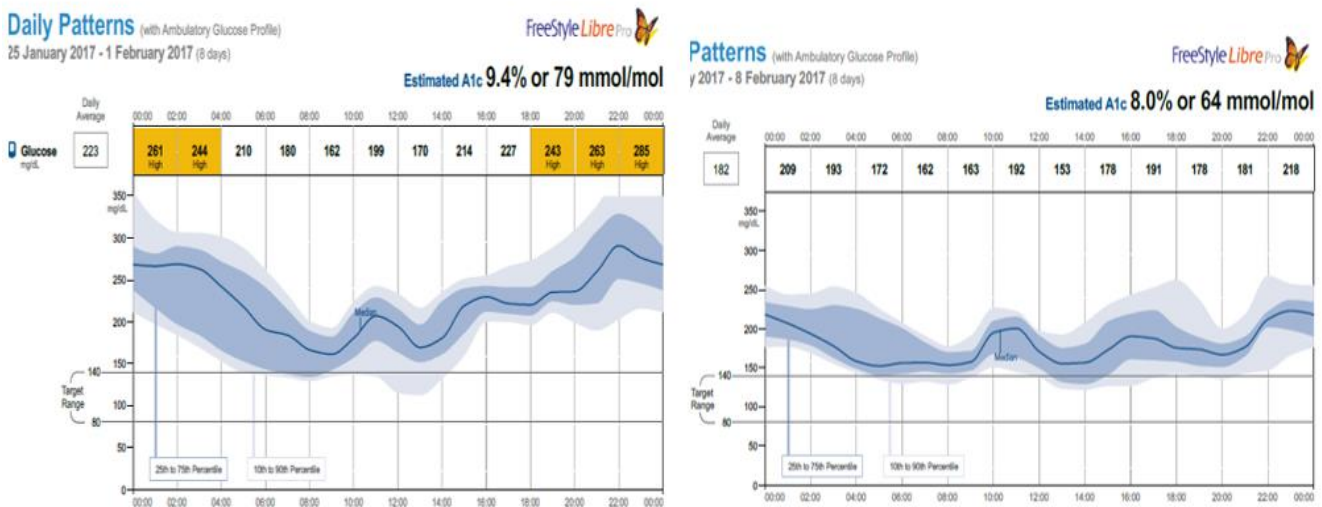 Daily Patterns (with Ambulatory Glucose Profile)
25 January 2017 - 1 February 2017 (8 days)
FreeStyle Libre Pro
Estimated A1c 9.4% or 79 mmol/mol
Daily
Average
00:00 02:00 04:00 06:00 08:00 10:00 12:00 14:00 16:00 18:00 20:00 22:00 00:00
Glucose
mg/dL
223
261 244 210 180 162 199 170 214 227 243 263 285
High High High High High
350
mg/dL
300
250
200
150
140
Target
Range
100
80
50
0
Median
25th to 75th Percentile
10th to 90th Percentile
00:00 02:00 04:00 06:00 08:00 10:00 12:00 14:00 16:00 18:00 20:00 22:00 00:00
Patterns (with Ambulatory Glucose Profile)
y 2017 - 8 February 2017 (8 days)
FreeStyle Libre Pro
Estimated A1c 8.0% or 64 mmol/mol
Daily
Average
00:00 02:00 04:00 06:00 08:00 10:00 12:00 14:00 16:00 18:00 20:00 22:00 00:00
182
209 193 172 162 163 192 153 178 191 178 181 218
350
mg/dL
300
250
200
150
140
Target
Range
100
80
50
0
Median
25th to 75th Percentile
10th to 90th Percentile
00:00 02:00 04:00 06:00 08:00 10:00 12:00 14:00 16:00 18:00 20:00 22:00 00:00